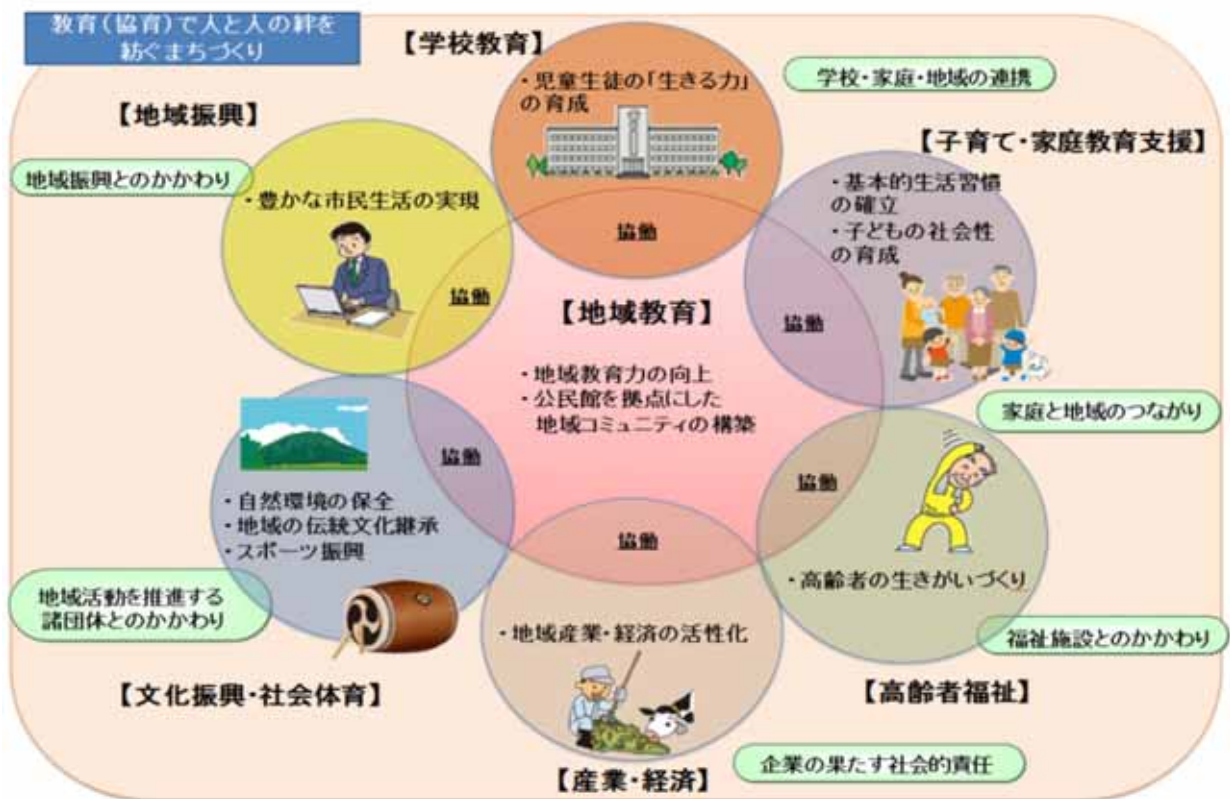 教育(協育)で人と人の絆を
紡ぐまちづくり
【学校教育】
・児童生徒の「生きる力」
の育成
協働
学校・家庭・地域の連携
【地域振興】
地域振興とのかかわり
・豊かな市民生活の実現
協働
【子育て・家庭教育支援】
・基本的生活習慣
の確立
・子どもの社会性
の育成
協働
家庭と地域のつながり
【地域教育】
・地域教育力の向上
・公民館を拠点にした
地域コミュニティの構築
協働
・自然環境の保全
・地域の伝統文化継承
・スポーツ振興
地域活動を推進する
諸団体とのかかわり
【文化振興・社会体育】
協働
・高齢者の生きがいづくり
福祉施設とのかかわり
【高齢者福祉】
協働
・地域産業・経済の活性化
【産業・経済】
企業の果たす社会的責任